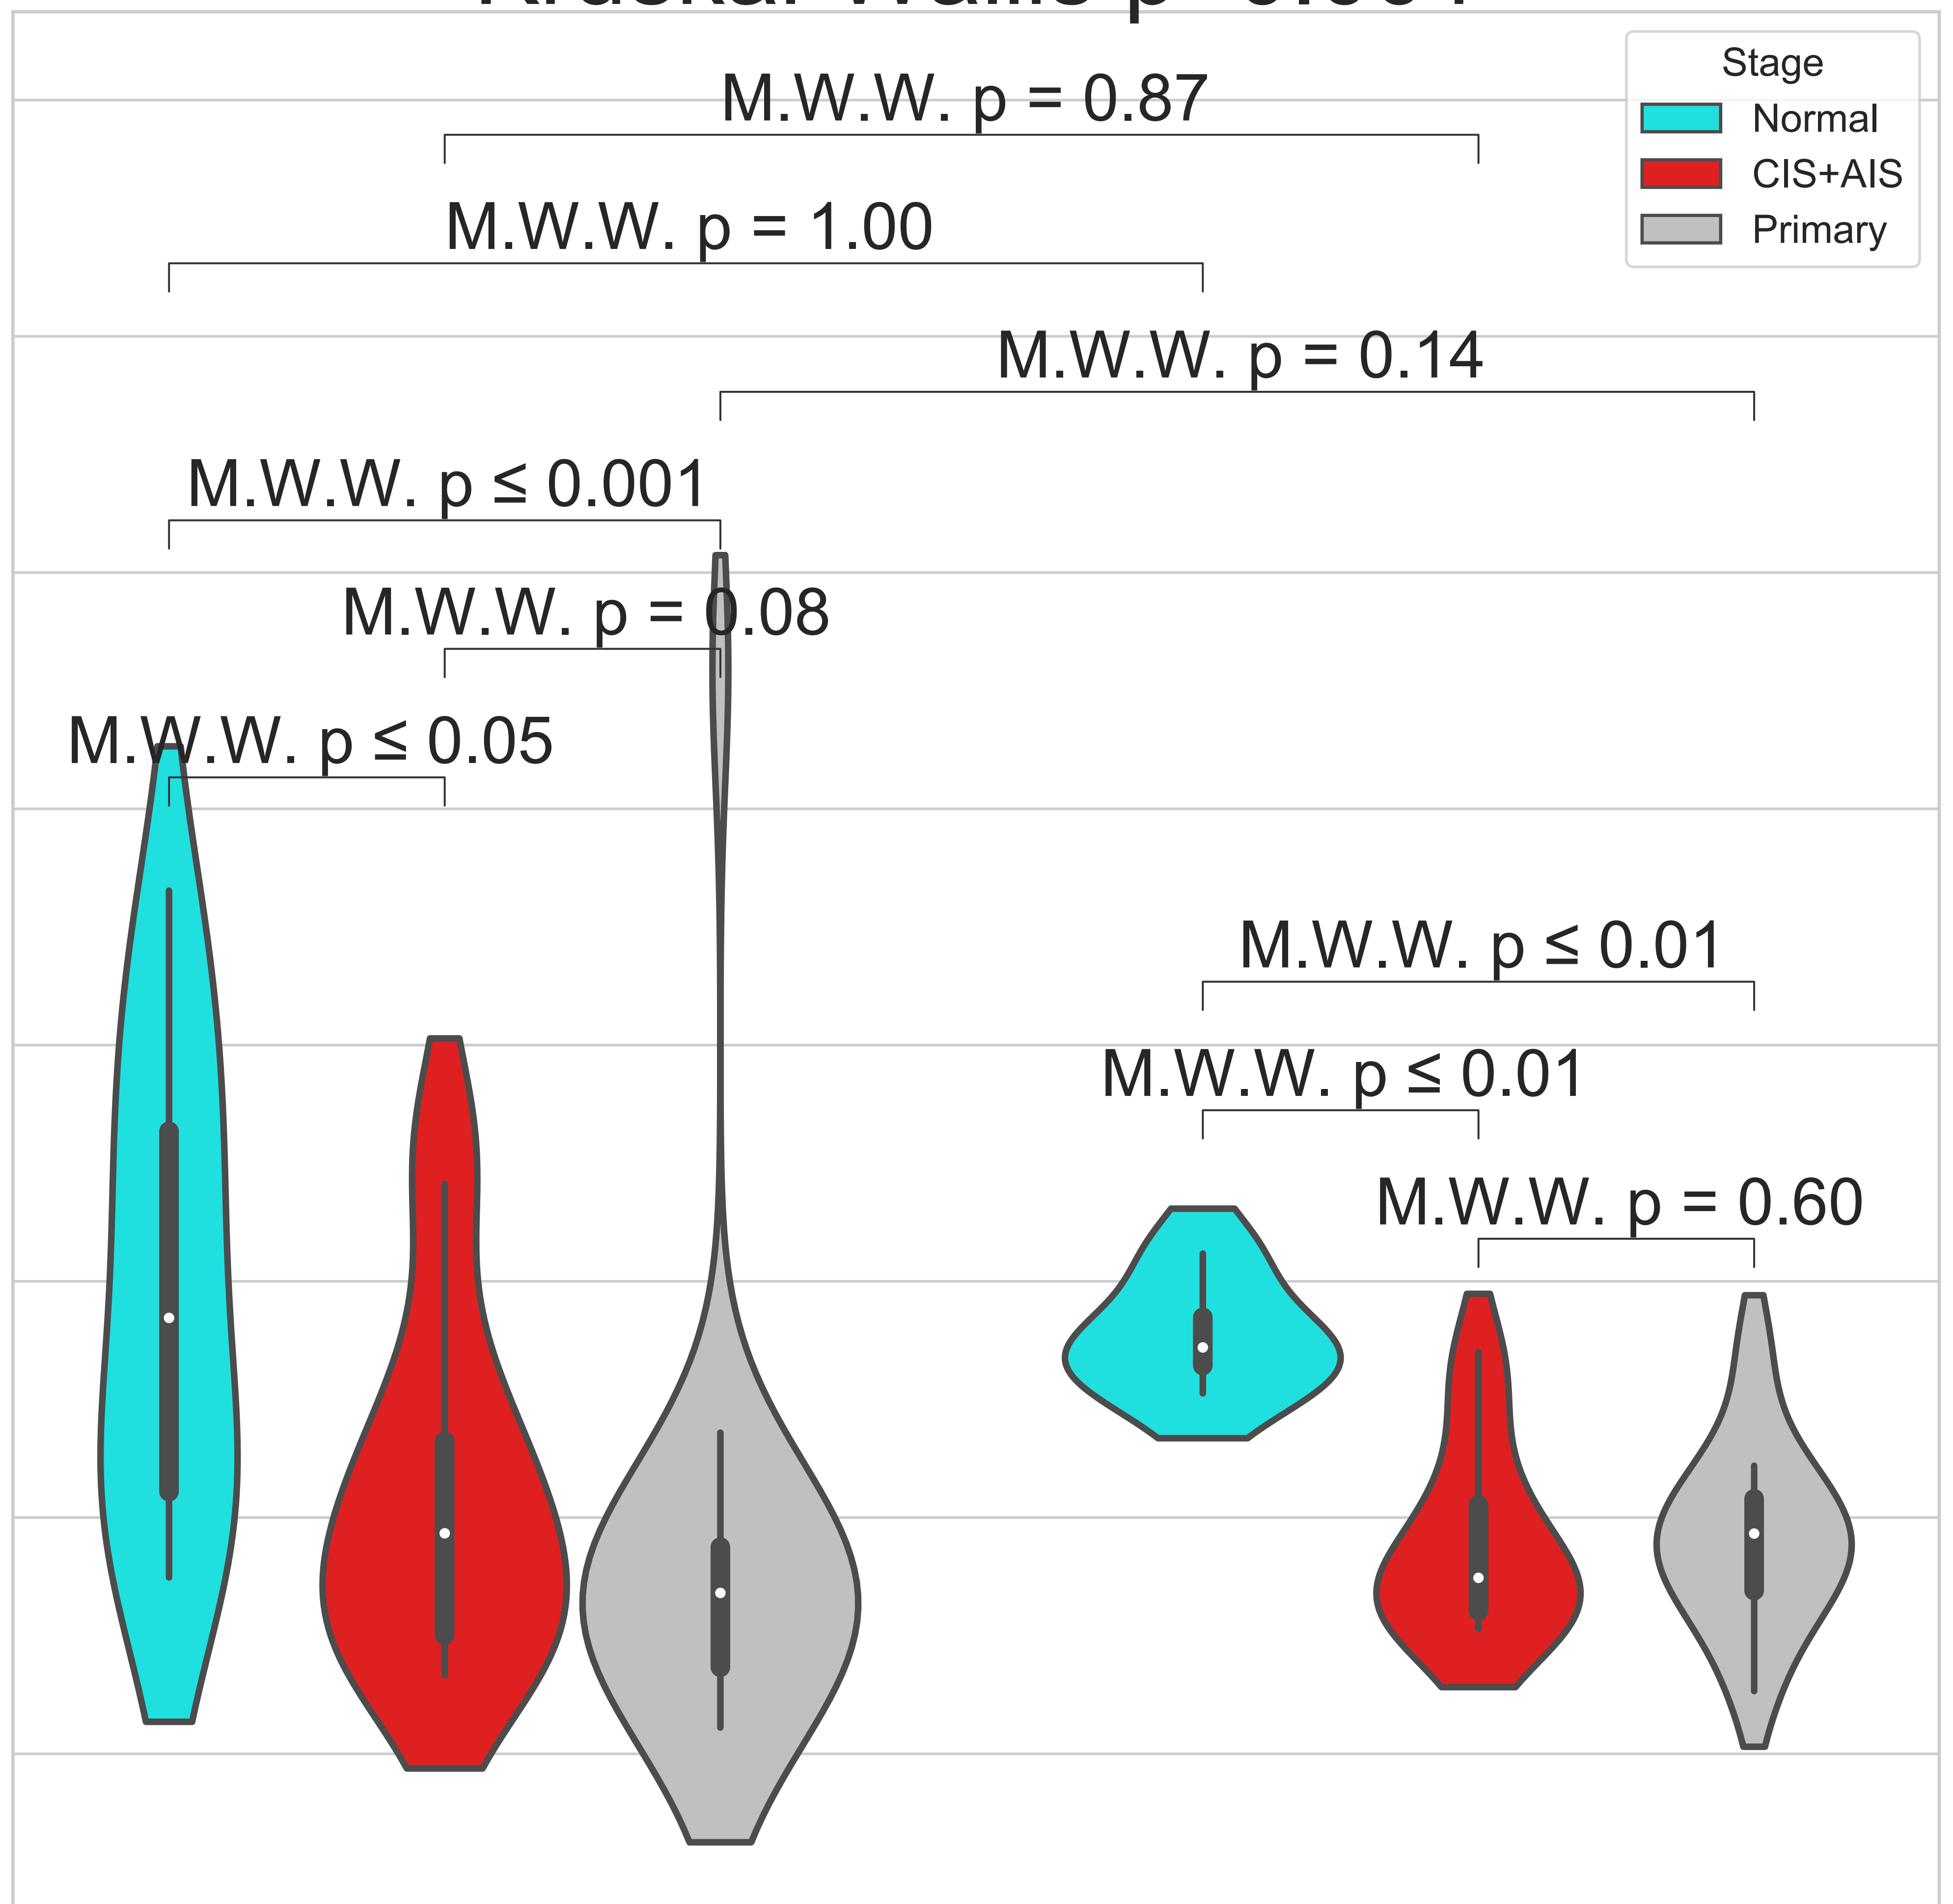 M.W.W. p = 0.87
M.W.W. p = 1.00
M.W.W. p = 0.14
M.W.W. p ≤ 0.001
M.W.W. p = 0.08
M.W.W. p ≤ 0.05
M.W.W. p ≤ 0.01
M.W.W. p ≤ 0.01
M.W.W. p = 0.60
Stage
Normal
CIS+AIS
Primary